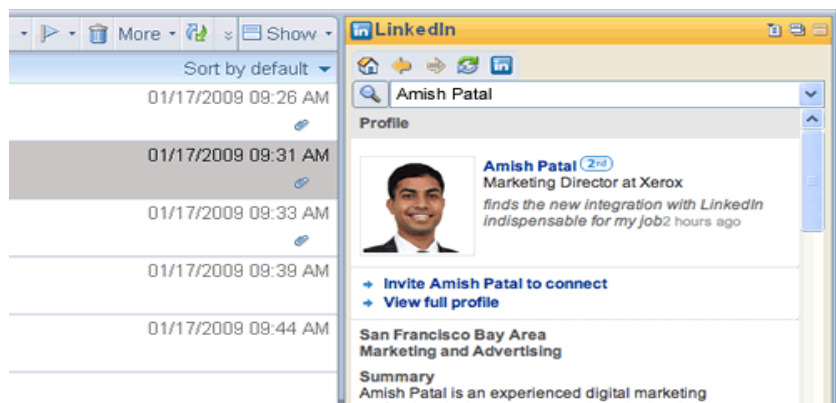 More
Show
Sort by default
01/17/2009 09:26 AM
01/17/2009 09:31 AM
01/17/2009 09:33 AM
01/17/2009 09:39 AM
01/17/2009 09:44 AM
in LinkedIn
in
Amish Patal
Profile
Amish Patal 2nd
Marketing Director at Xerox
finds the new integration with LinkedIn
indispensable for my job2 hours ago
Invite Amish Patal to connect
View full profile
San Francisco Bay Area
Marketing and Advertising
Summary
Amish Patal is an experienced digital marketing